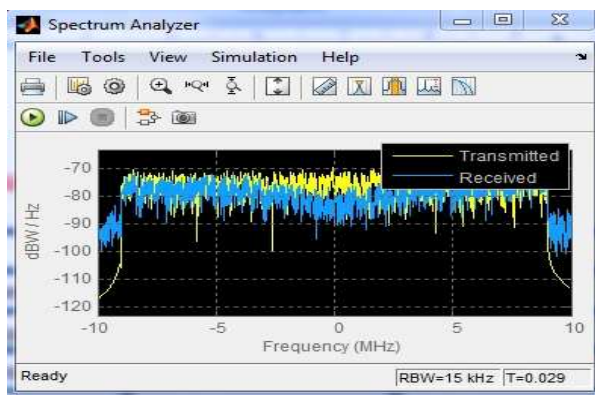 Spectrum Analyzer
File Tools View Simulation Help
Transmitted
Received
-70
-80
-90
-100
-110
-120
dBW / Hz
-10 -5 0 5 10
Frequency (MHz)
Ready RBW=15 kHz T=0.029